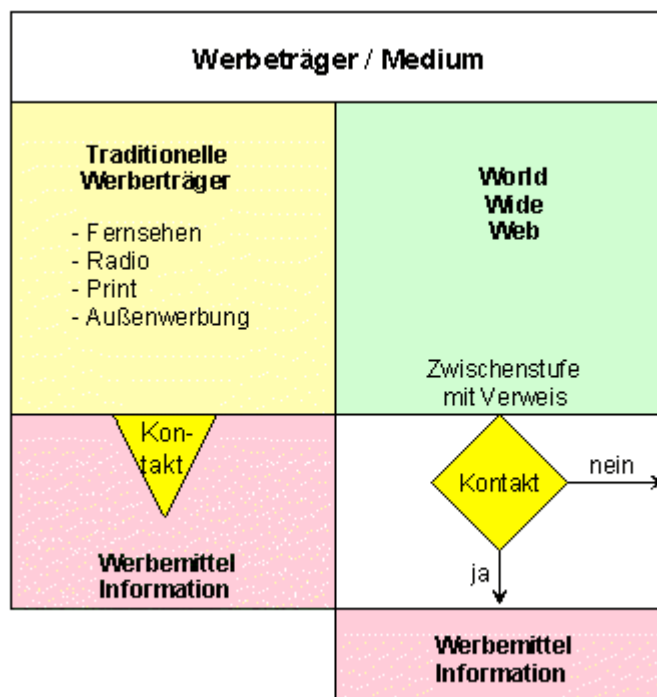 Werbeträger / Medium
Traditionelle
Werberträger
- Fernsehen
- Radio
- Print
- Außenwerbung
World
Wide
Web
Zwischenstufe
mit Verweis
Kon-
takt
Werbemittel
Information
Kontakt
nein
ja
Werbemittel
Information